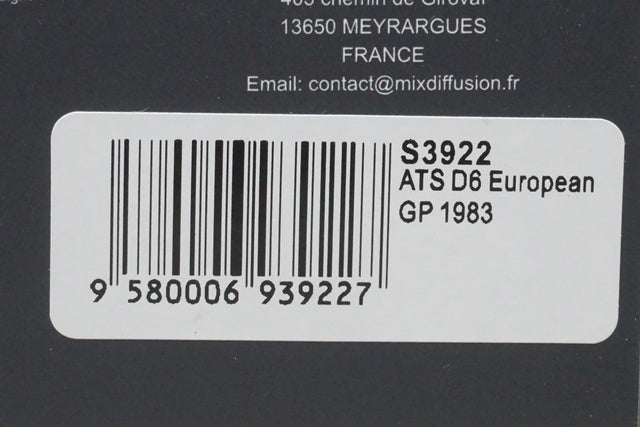 13650 MEYRARGUES
FRANCE
Email: contact@mixdiffusion.fr
S3922
ATS D6 European
GP 1983
9 580006 939227